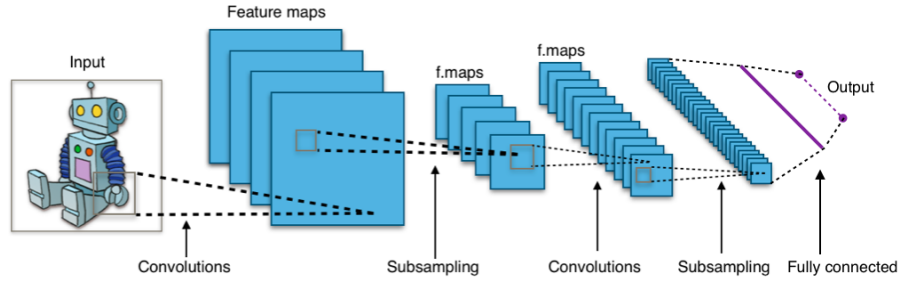 Feature maps
Input
f.maps
f.maps
Output
Convolutions
Subsampling
Convolutions
Subsampling
Fully connected